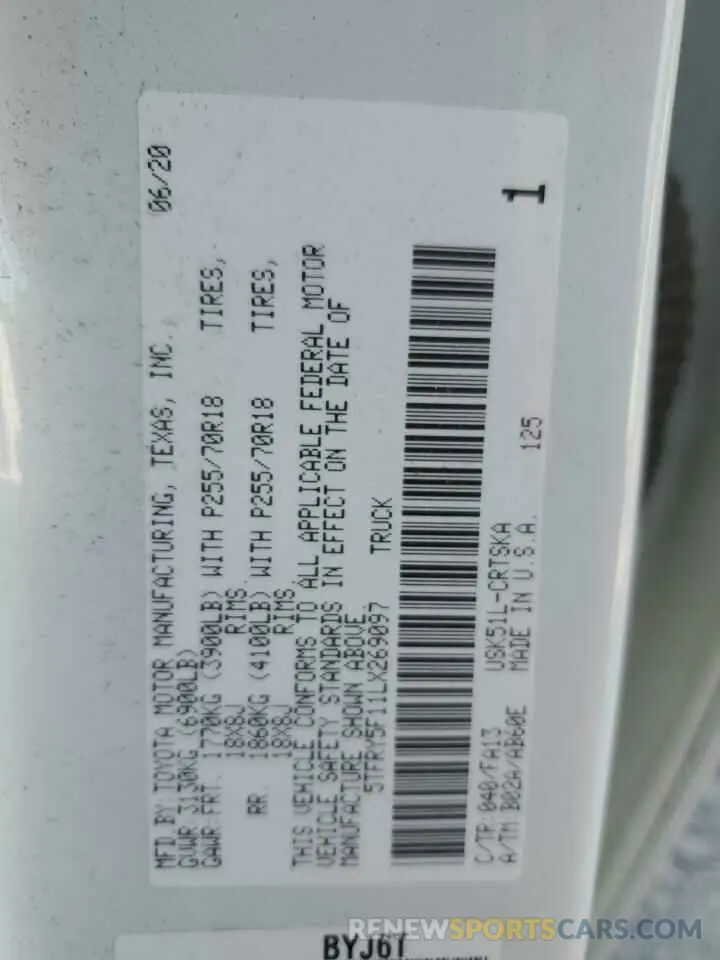 MFD BY TOYOTA MOTOR MANUFACTURING, TEXAS, INC. 06/20
GVWR 3130KG (6900LB)
GAWR FRT. 1770KG (3900LB) WITH P255/70R18 TIRES,
18X8J RIMS
RR. 1860KG (4100LB) WITH P255/70R18 TIRES,
18X8J RIMS
THIS VEHICLE CONFORMS TO ALL APPLICABLE FEDERAL MOTOR
VEHICLE SAFETY STANDARDS IN EFFECT ON THE DATE OF
MANUFACTURE SHOWN ABOVE
5TFRY5F11LX269097 TRUCK
1
C/TR:040/FA13 USK51L-CRTSKA
A/TM B02A/AB60E MADE IN U.S.A. 125
BYJ6T
RENEWSPORTSCAR.COM